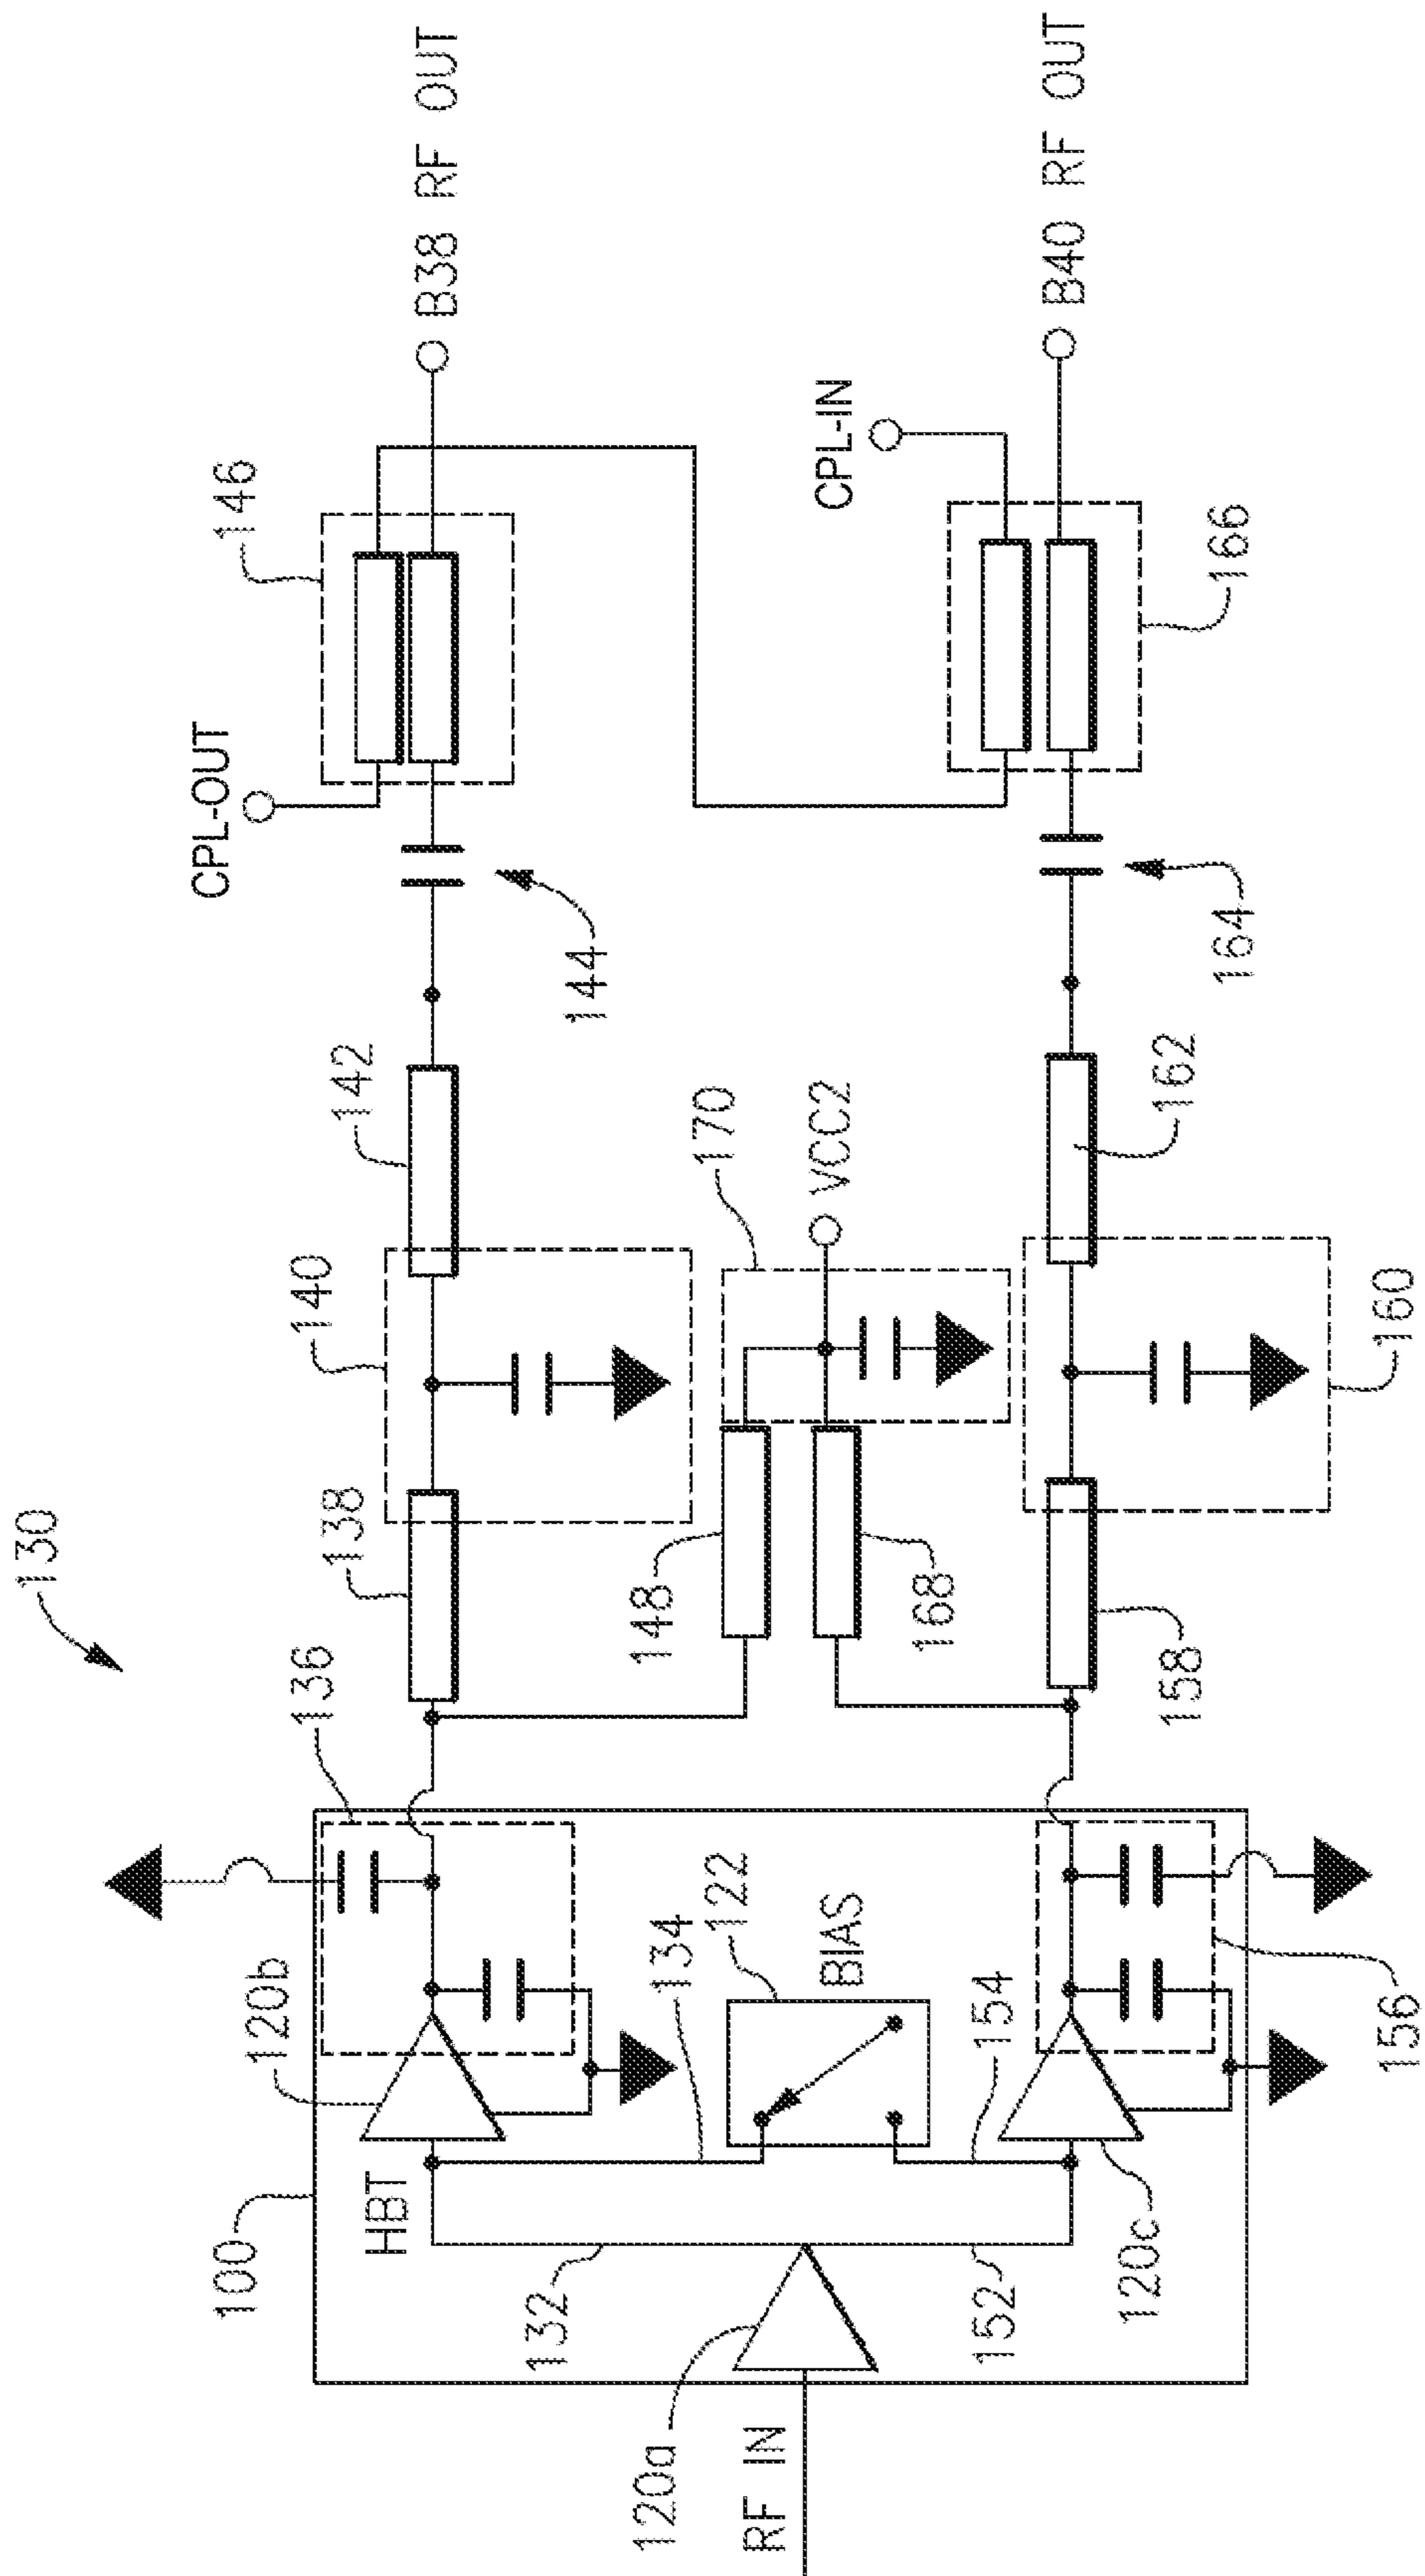 130
100
HBT
120b
136
138
140
142
144
CPL-OUT
146
B38 RF OUT
132
134
122
BIAS
148
168
170
VCC2
120a
RF IN
152
154
120c
156
158
160
162
164
CPL-IN
166
B40 RF OUT